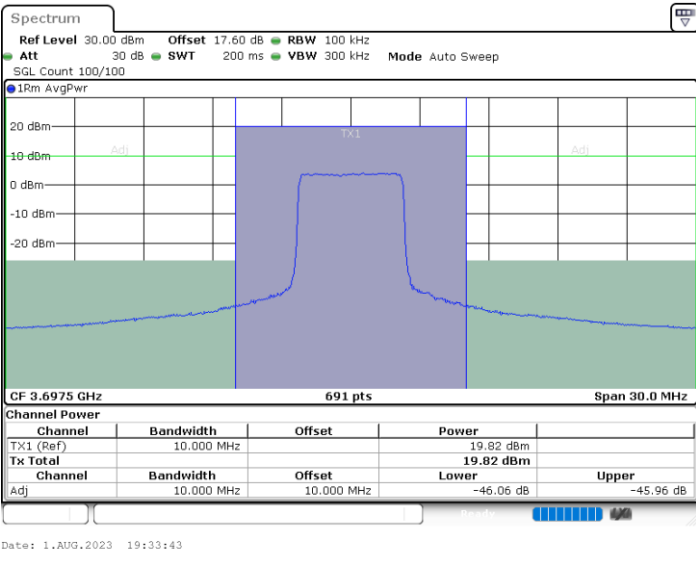 Spectrum
Ref Level 30.00 dBm Offset 17.60 dB RBW 100 kHz
Att 30 dB SWT 200 ms VBW 300 kHz Mode Auto Sweep
SGL Count 100/100
1Rm AvgPwr
20 dBm
TX1
10 dBm Adj Adj
0 dBm
-10 dBm
-20 dBm
CF 3.6975 GHz 691 pts Span 30.0 MHz
Channel Power
Channel Bandwidth Offset Power
TX1 (Ref) 10.000 MHz 19.82 dBm
Tx Total 19.82 dBm
Channel Bandwidth Offset Lower Upper
Adj 10.000 MHz 10.000 MHz -46.06 dB -45.96 dB
Ready
Date: 1.AUG.2023 19:33:43